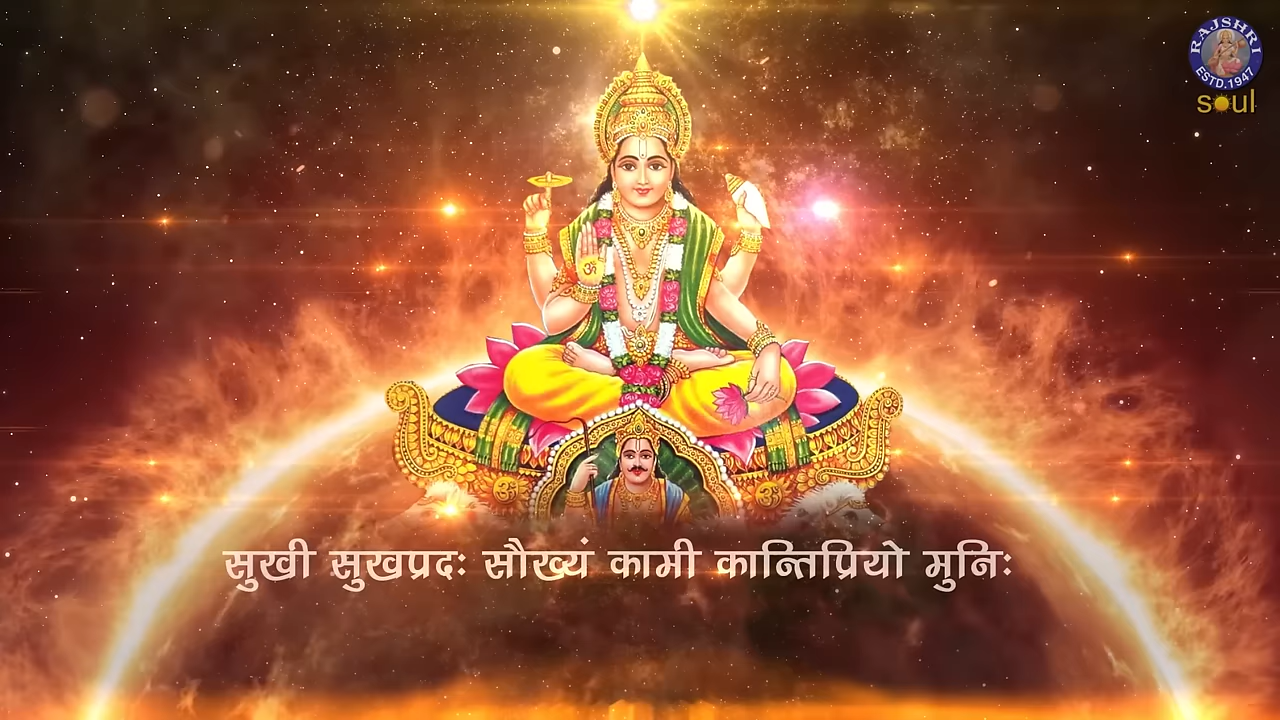 RAJSHRI
ESTD.1947
soul
ॐ
ॐ
ॐ
सुखी सुखप्रदः सौख्यं कामी कान्तिप्रियो मुनिः